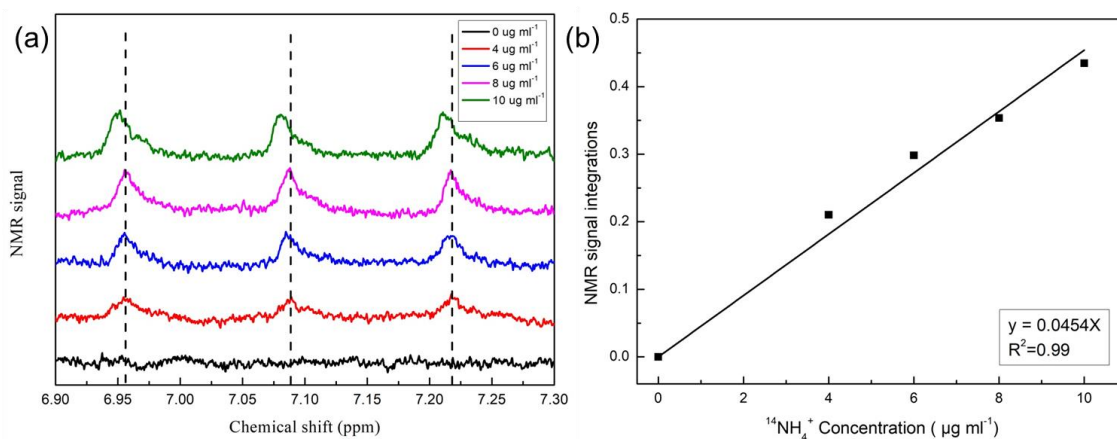 (a)
0 ug ml⁻¹
4 ug ml⁻¹
6 ug ml⁻¹
8 ug ml⁻¹
10 ug ml⁻¹
NMR signal
6.90 6.95 7.00 7.05 7.10 7.15 7.20 7.25 7.30
Chemical shift (ppm)
(b)
0.5
0.4
0.3
0.2
0.1
0.0
NMR signal integrations
y = 0.0454X
R²=0.99
0 2 4 6 8 10
¹⁴NH₄⁺ Concentration ( µg ml⁻¹)